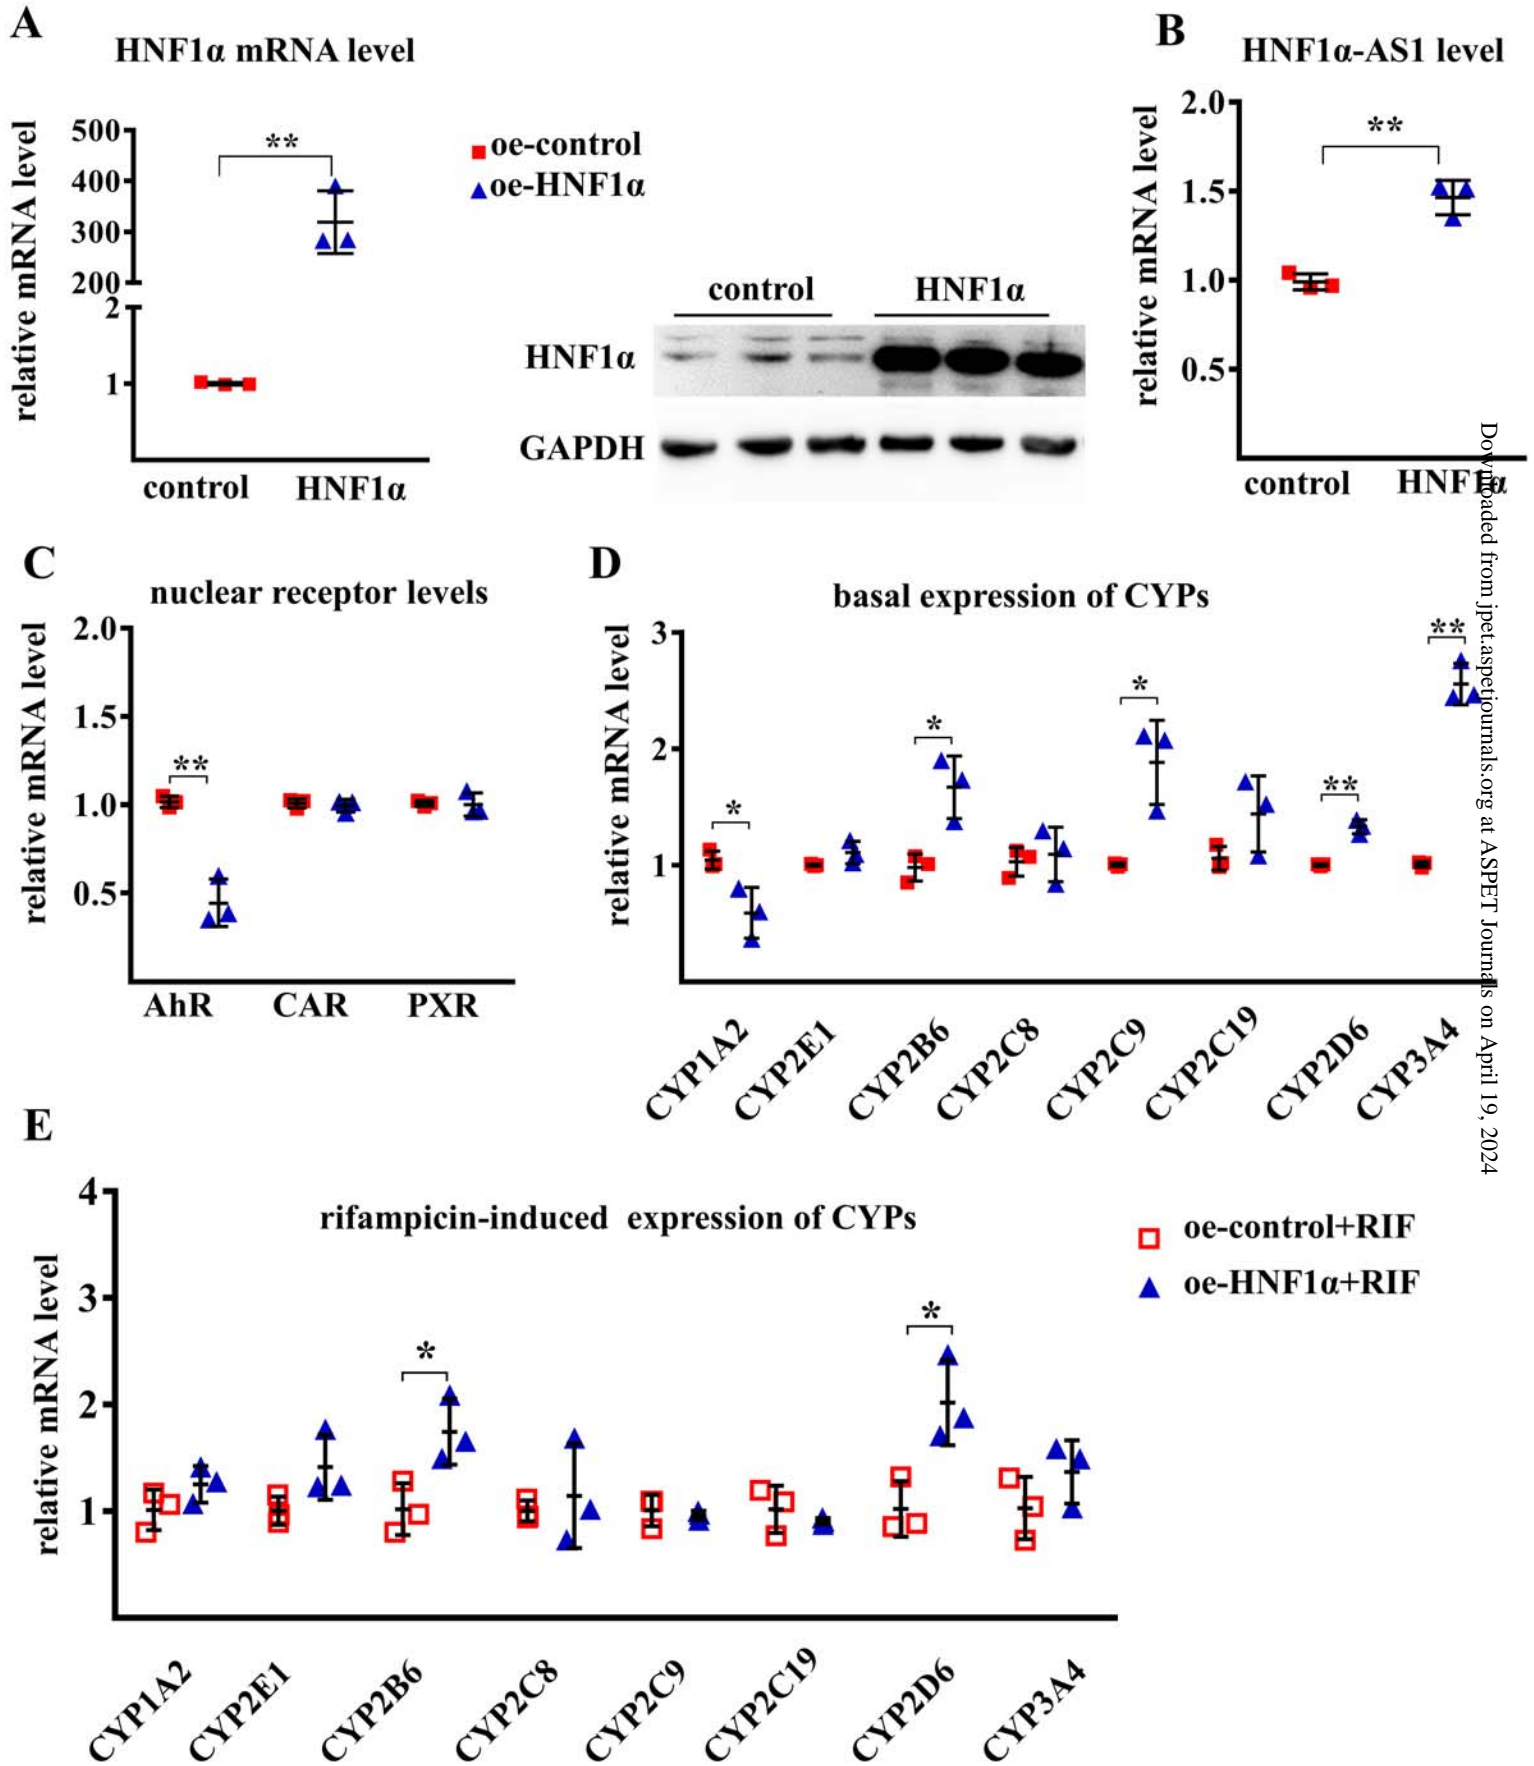 A
HNF1α mRNA level
relative mRNA level
500
400
300
200
2
1
**
control
HNF1α
oe-control
oe-HNF1α
control
HNF1α
HNF1α
GAPDH
B
HNF1α-AS1 level
relative mRNA level
2.0
1.5
1.0
0.5
**
control
HNF1α
C
nuclear receptor levels
relative mRNA level
2.0
1.5
1.0
0.5
**
AhR
CAR
PXR
D
basal expression of CYPs
relative mRNA level
3
2
1
*
*
*
**
**
CYP1A2
CYP2E1
CYP2B6
CYP2C8
CYP2C9
CYP2C19
CYP2D6
CYP3A4
E
rifampicin-induced expression of CYPs
relative mRNA level
4
3
2
1
*
*
CYP1A2
CYP2E1
CYP2B6
CYP2C8
CYP2C9
CYP2C19
CYP2D6
CYP3A4
oe-control+RIF
oe-HNF1α+RIF
Downloaded from jpet.aspetjournals.org at ASPET Journals on April 19, 2024